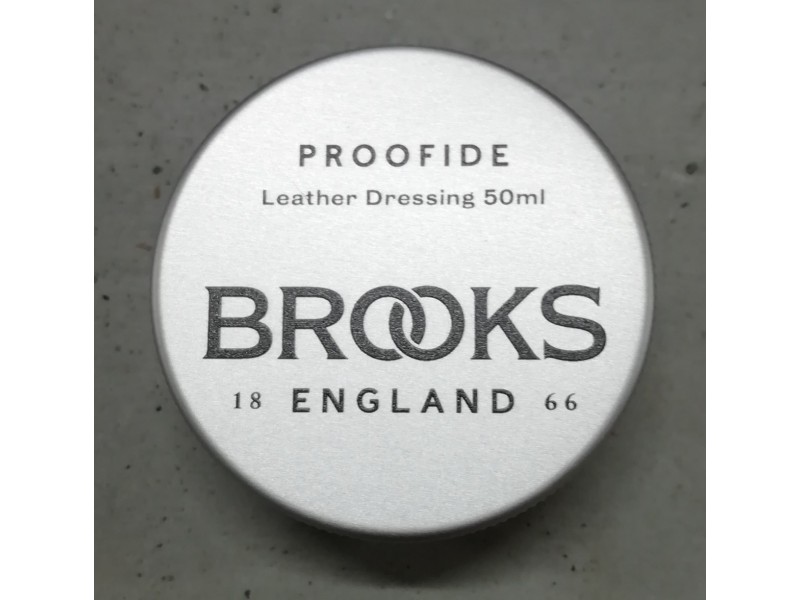 PROOFIDE
Leather Dressing 50ml
BROOKS
18 ENGLAND 66